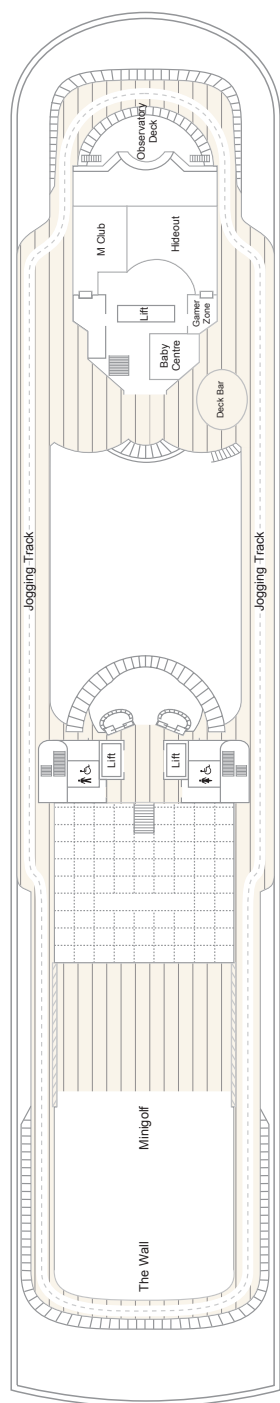 Observatory
Deck
M Club
Hideout
Lift
Gamer
Zone
Baby
Centre
Deck Bar
Jogging Track
Jogging Track
Lift
Lift
Minigolf
The Wall